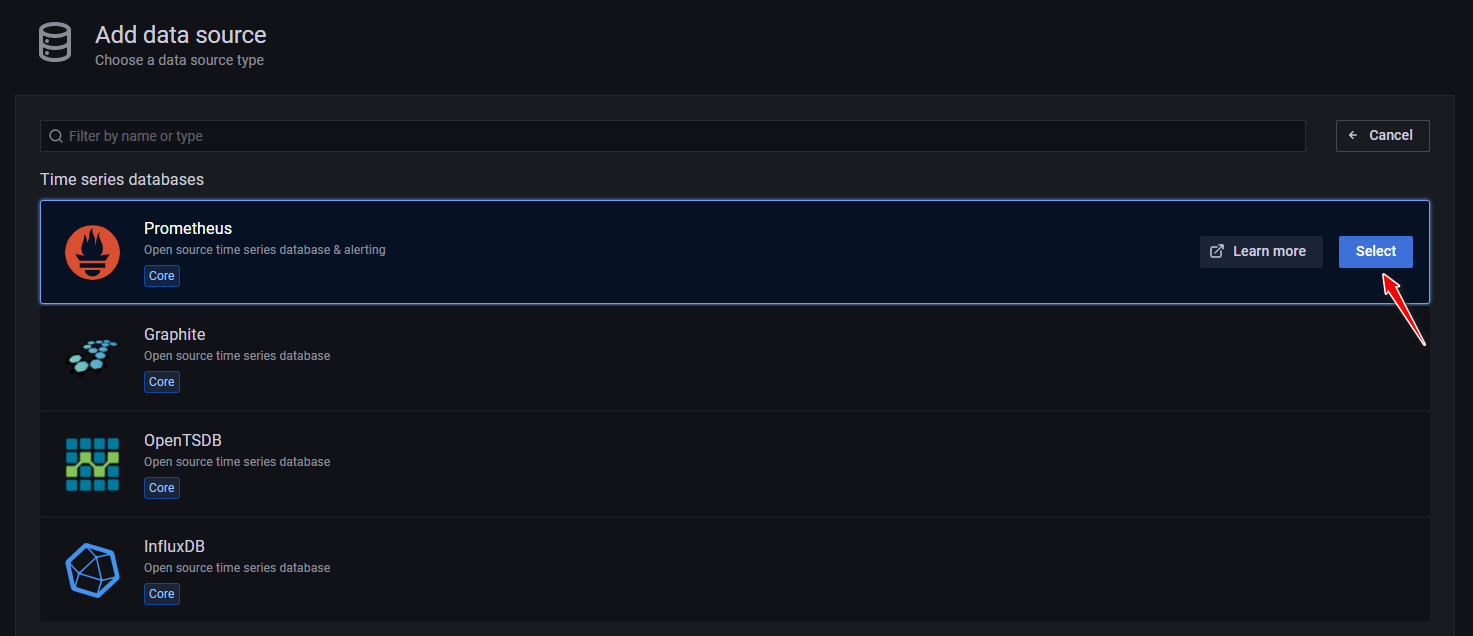 Add data source
Choose a data source type
Filter by name or type
Cancel
Time series databases
Prometheus
Open source time series database & alerting
Core
Learn more
Select
Graphite
Open source time series database
Core
OpenTSDB
Open source time series database
Core
InfluxDB
Open source time series database
Core